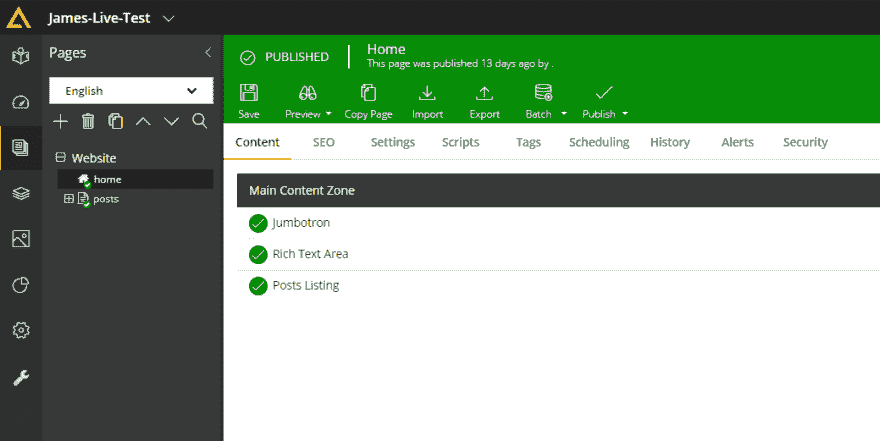 James-Live-Test
Pages
English
Website
home
posts
PUBLISHED
Home
This page was published 13 days ago by .
Save Preview Copy Page Import Export Batch Publish
Content SEO Settings Scripts Tags Scheduling History Alerts Security
Main Content Zone
Jumbotron
Rich Text Area
Posts Listing